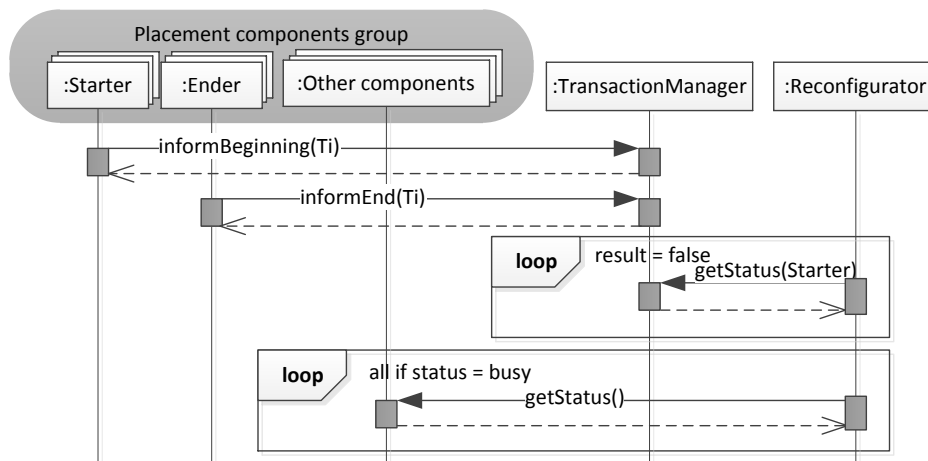 Placement components group
:Starter
:Ender
:Other components
:TransactionManager
:Reconfigurator
informBeginning(Ti)
informEnd(Ti)
loop
result = false
getStatus(Starter)
loop
all if status = busy
getStatus()